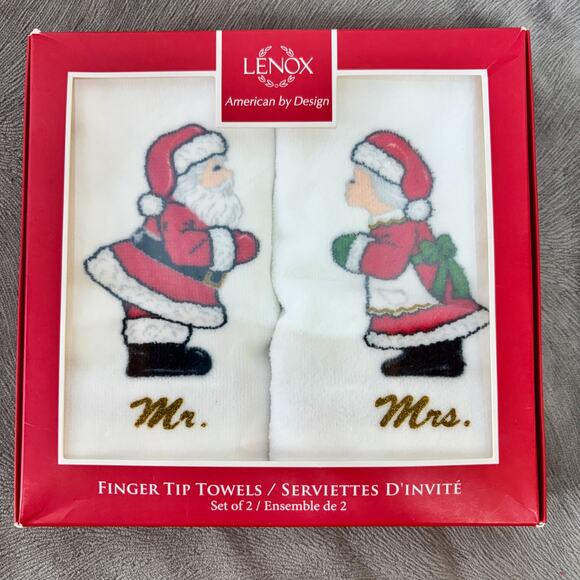 LENOX
American by Design
Mr.
Mrs.
FINGER TIP TOWELS / SERVIETTES D'INVITÉ
Set of 2 / Ensemble de 2